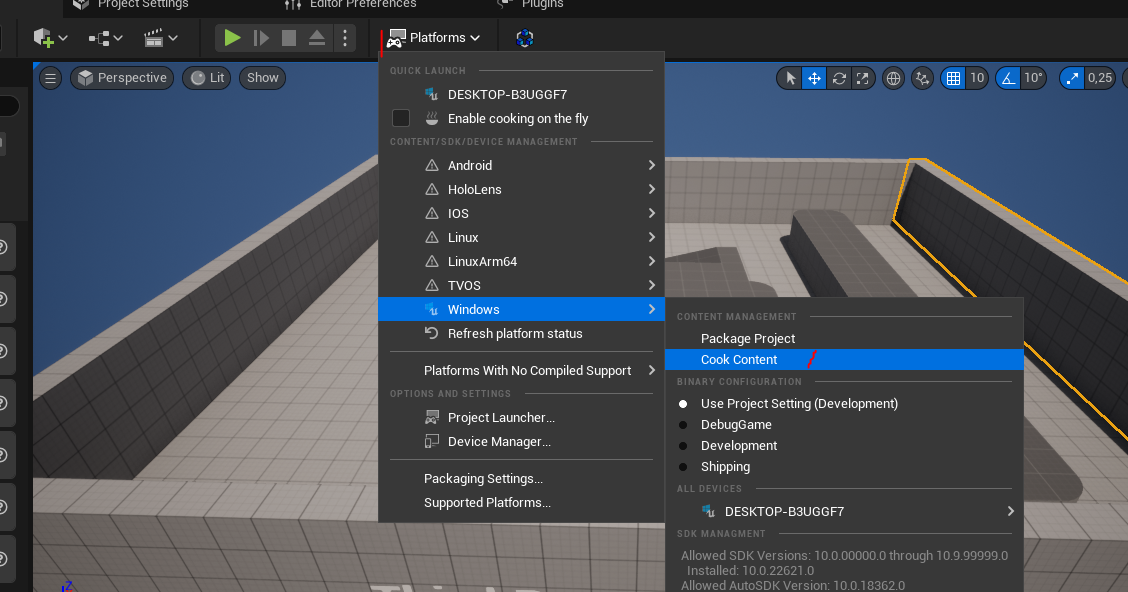 Project Settings
Editor Preferences
Plugins
Platforms
Perspective
Lit
Show
10
10°
0,25
QUICK LAUNCH
DESKTOP-B3UGGF7
Enable cooking on the fly
CONTENT/SDK/DEVICE MANAGEMENT
Android
HoloLens
IOS
Linux
LinuxArm64
TVOS
Windows
Refresh platform status
Platforms With No Compiled Support
OPTIONS AND SETTINGS
Project Launcher...
Device Manager...
Packaging Settings...
Supported Platforms...
CONTENT MANAGEMENT
Package Project
Cook Content
BINARY CONFIGURATION
Use Project Setting (Development)
DebugGame
Development
Shipping
ALL DEVICES
DESKTOP-B3UGGF7
SDK MANAGMENT
Allowed SDK Versions: 10.0.00000.0 through 10.9.99999.0
Installed: 10.0.22621.0
Allowed AutoSDK Version: 10.0.18362.0
Z